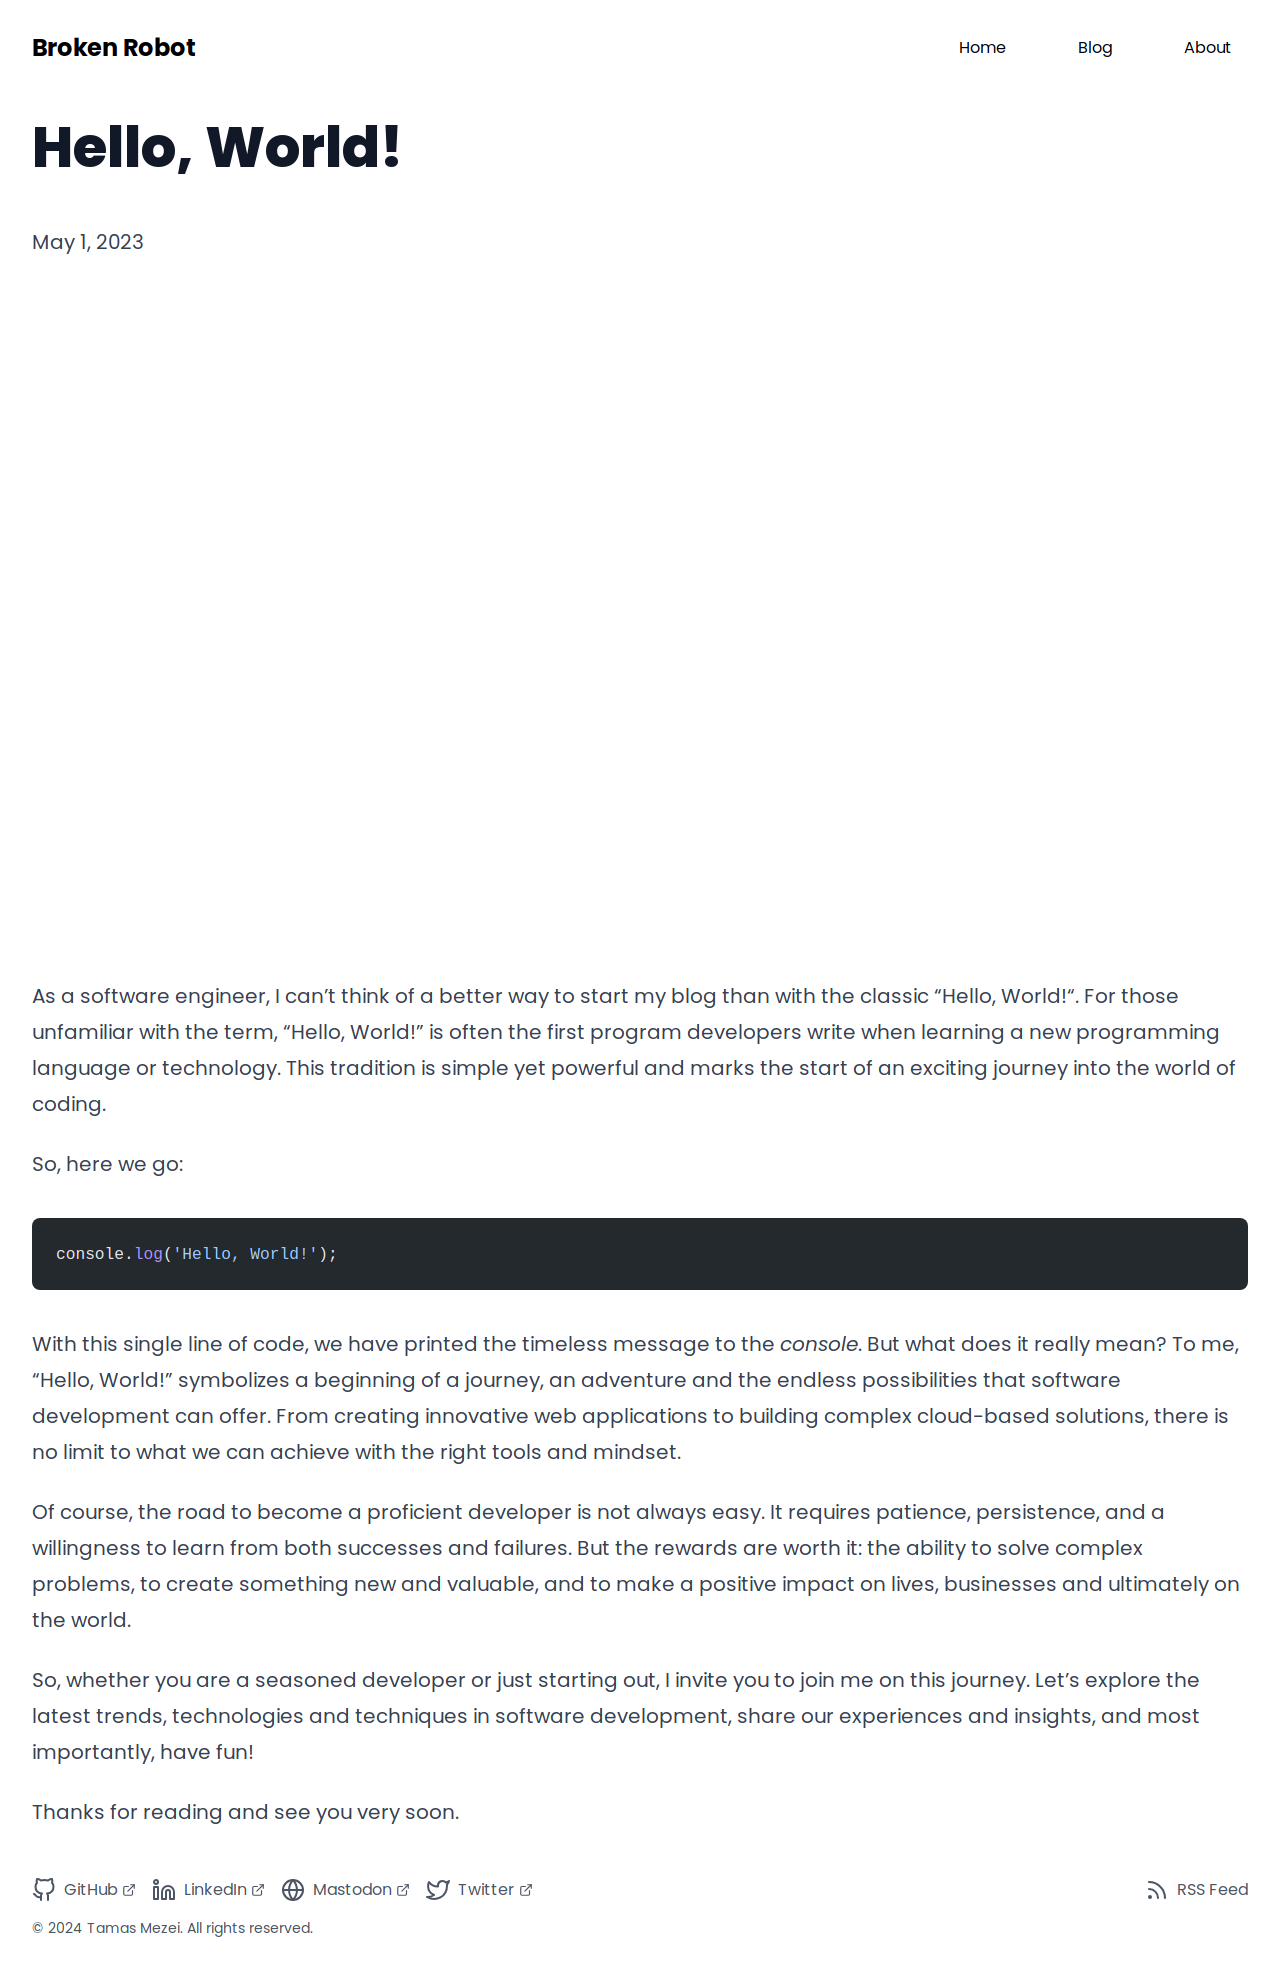 Broken Robot
Home
Blog
About
Hello, World!
May 1, 2023
As a software engineer, I can’t think of a better way to start my blog than with the classic “Hello, World!“. For those
unfamiliar with the term, “Hello, World!” is often the first program developers write when learning a new programming
language or technology. This tradition is simple yet powerful and marks the start of an exciting journey into the world of
coding.
So, here we go:
console.log('Hello, World!');
With this single line of code, we have printed the timeless message to the console. But what does it really mean? To me,
“Hello, World!” symbolizes a beginning of a journey, an adventure and the endless possibilities that software
development can offer. From creating innovative web applications to building complex cloud-based solutions, there is
no limit to what we can achieve with the right tools and mindset.
Of course, the road to become a proficient developer is not always easy. It requires patience, persistence, and a
willingness to learn from both successes and failures. But the rewards are worth it: the ability to solve complex
problems, to create something new and valuable, and to make a positive impact on lives, businesses and ultimately on
the world.
So, whether you are a seasoned developer or just starting out, I invite you to join me on this journey. Let’s explore the
latest trends, technologies and techniques in software development, share our experiences and insights, and most
importantly, have fun!
Thanks for reading and see you very soon.
GitHub
LinkedIn
Mastodon
Twitter
RSS Feed
© 2024 Tamas Mezei. All rights reserved.